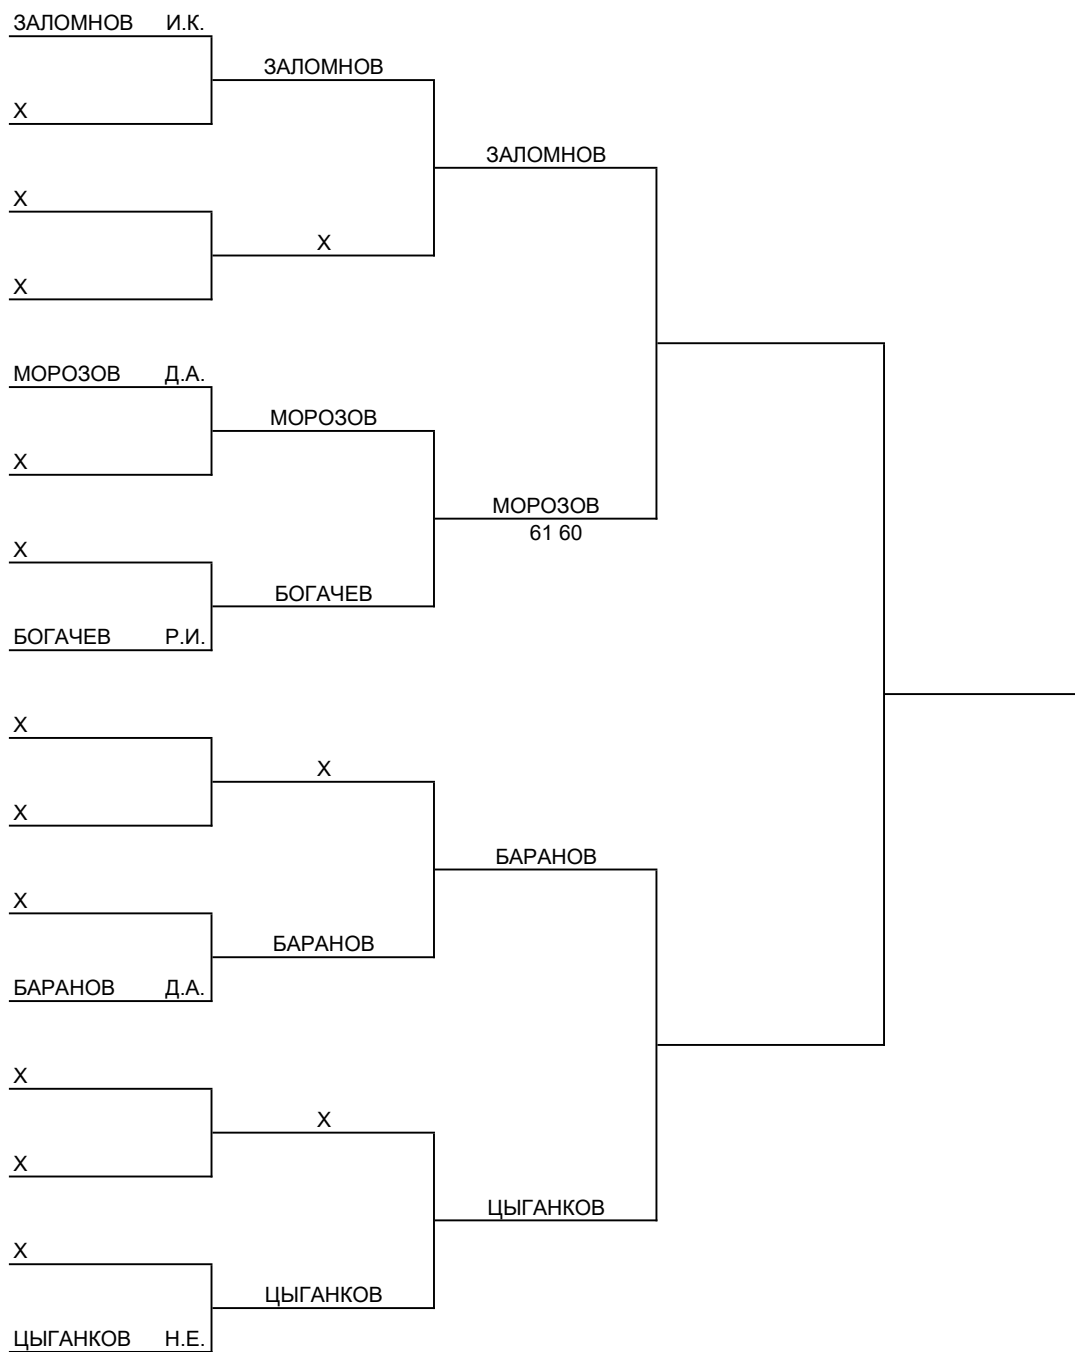 ЗАЛОМНОВ И.К.
ЗАЛОМНОВ
X
ЗАЛОМНОВ
X
X
X
МОРОЗОВ Д.А.
МОРОЗОВ
X
МОРОЗОВ
61 60
X
БОГАЧЕВ
БОГАЧЕВ Р.И.
X
X
X
БАРАНОВ
X
БАРАНОВ
БАРАНОВ Д.А.
X
X
X
ЦЫГАНКОВ
X
ЦЫГАНКОВ
ЦЫГАНКОВ Н.Е.